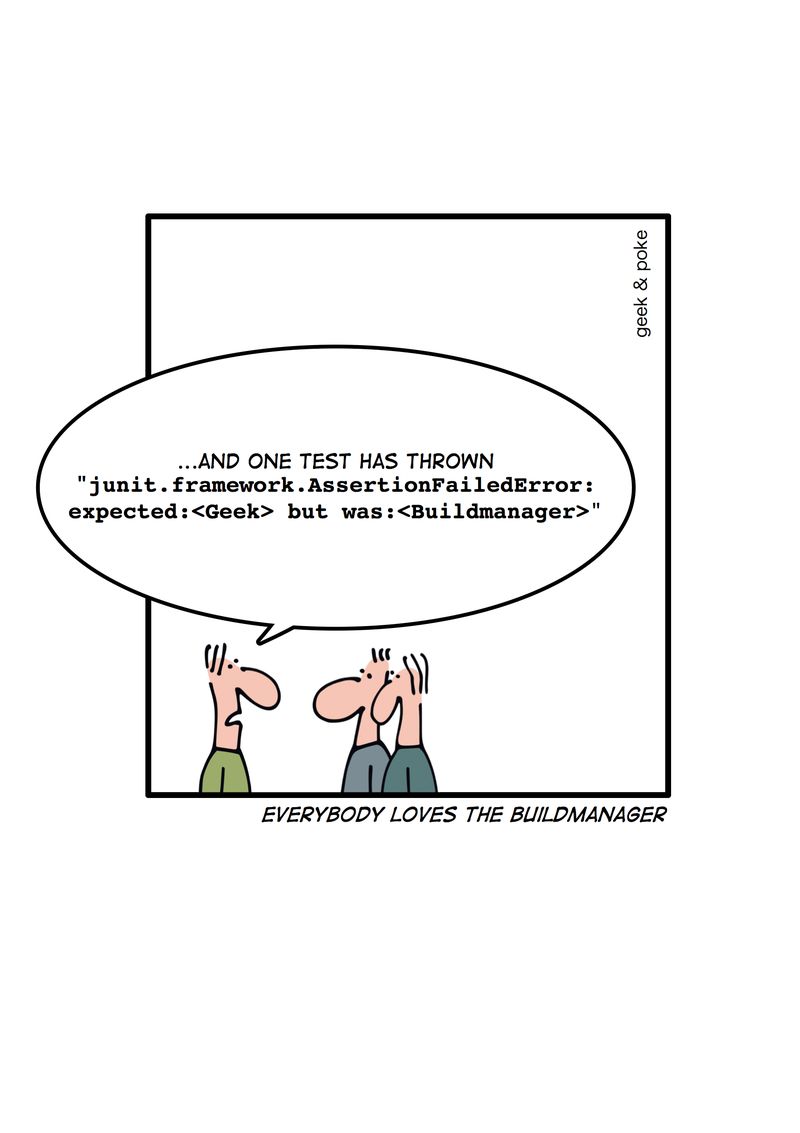 geek & poke
...AND ONE TEST HAS THROWN
"junit.framework.AssertionFailedError:
expected:<Geek> but was:<Buildmanager>"
EVERYBODY LOVES THE BUILDMANAGER